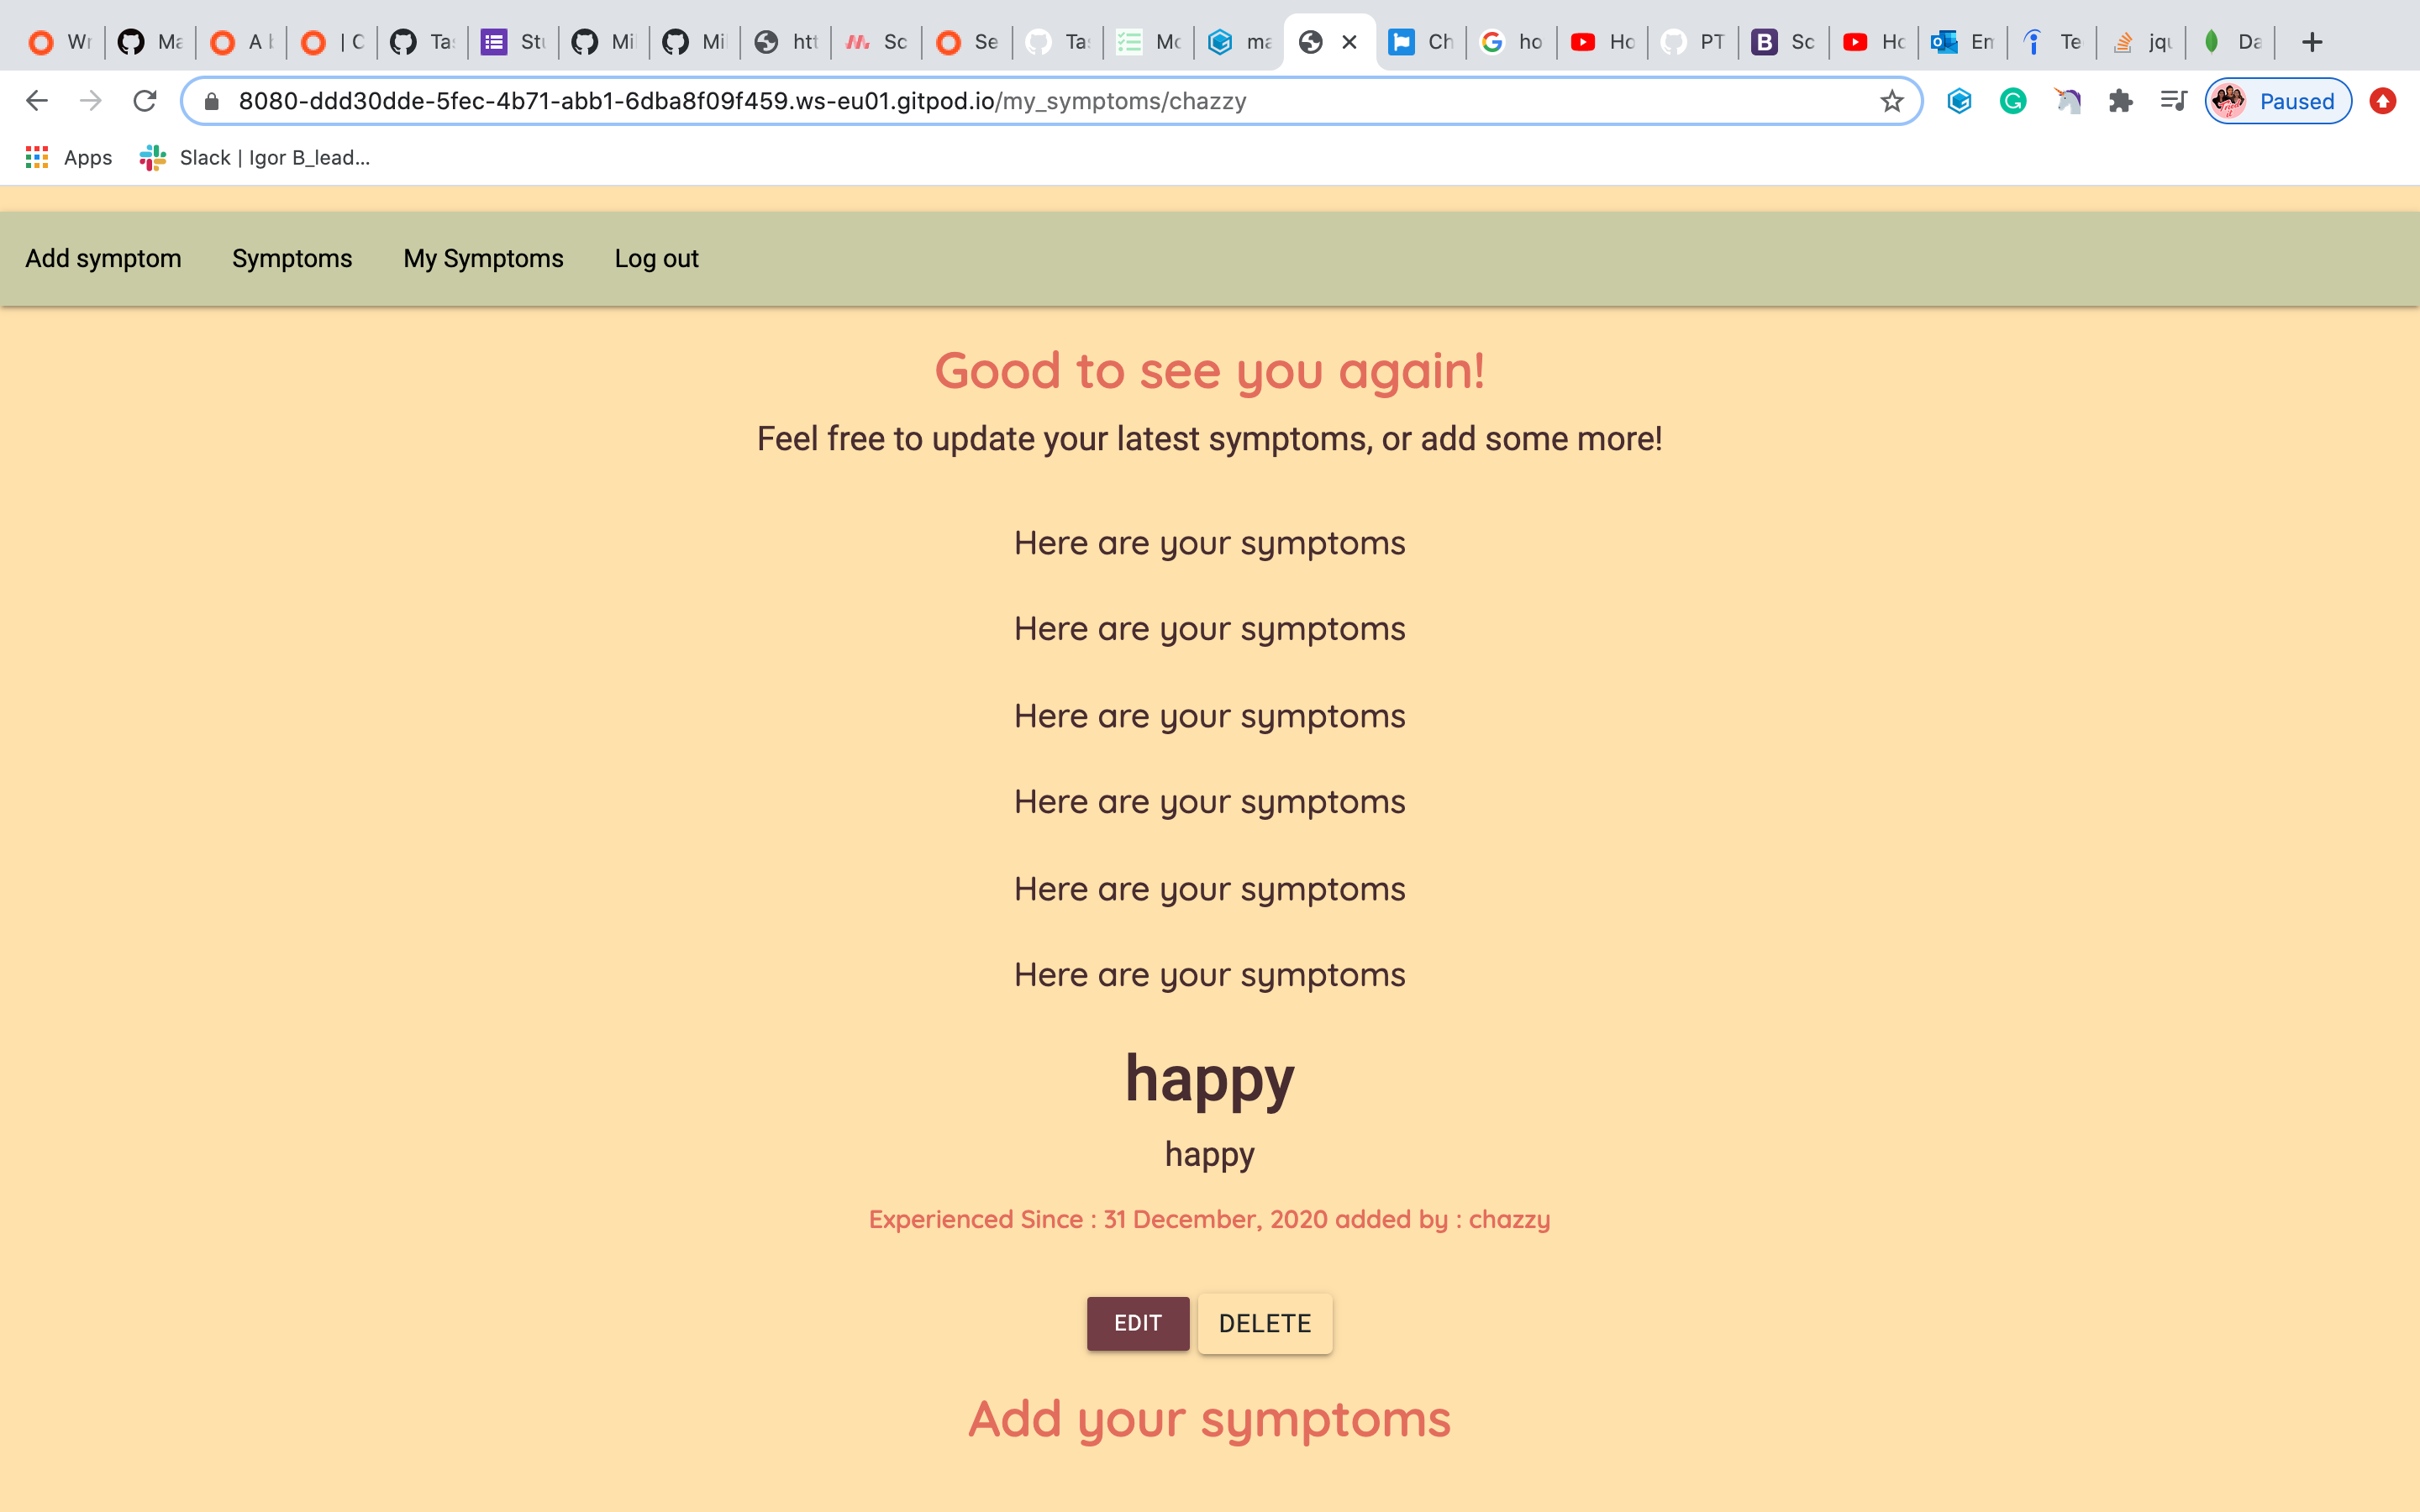 Wr Ma A b | C Ta Stu Mi Mi htt Sc Se Ta Mo ma Ch ho Ho PT Sc Ho Em Te jqu Da
8080-ddd30dde-5fec-4b71-abb1-6dba8f09f459.ws-eu01.gitpod.io/my_symptoms/chazzy Paused
Apps Slack | Igor B_lead...
Add symptom Symptoms My Symptoms Log out
Good to see you again!
Feel free to update your latest symptoms, or add some more!
Here are your symptoms
Here are your symptoms
Here are your symptoms
Here are your symptoms
Here are your symptoms
Here are your symptoms
happy
happy
Experienced Since : 31 December, 2020 added by : chazzy
EDIT DELETE
Add your symptoms